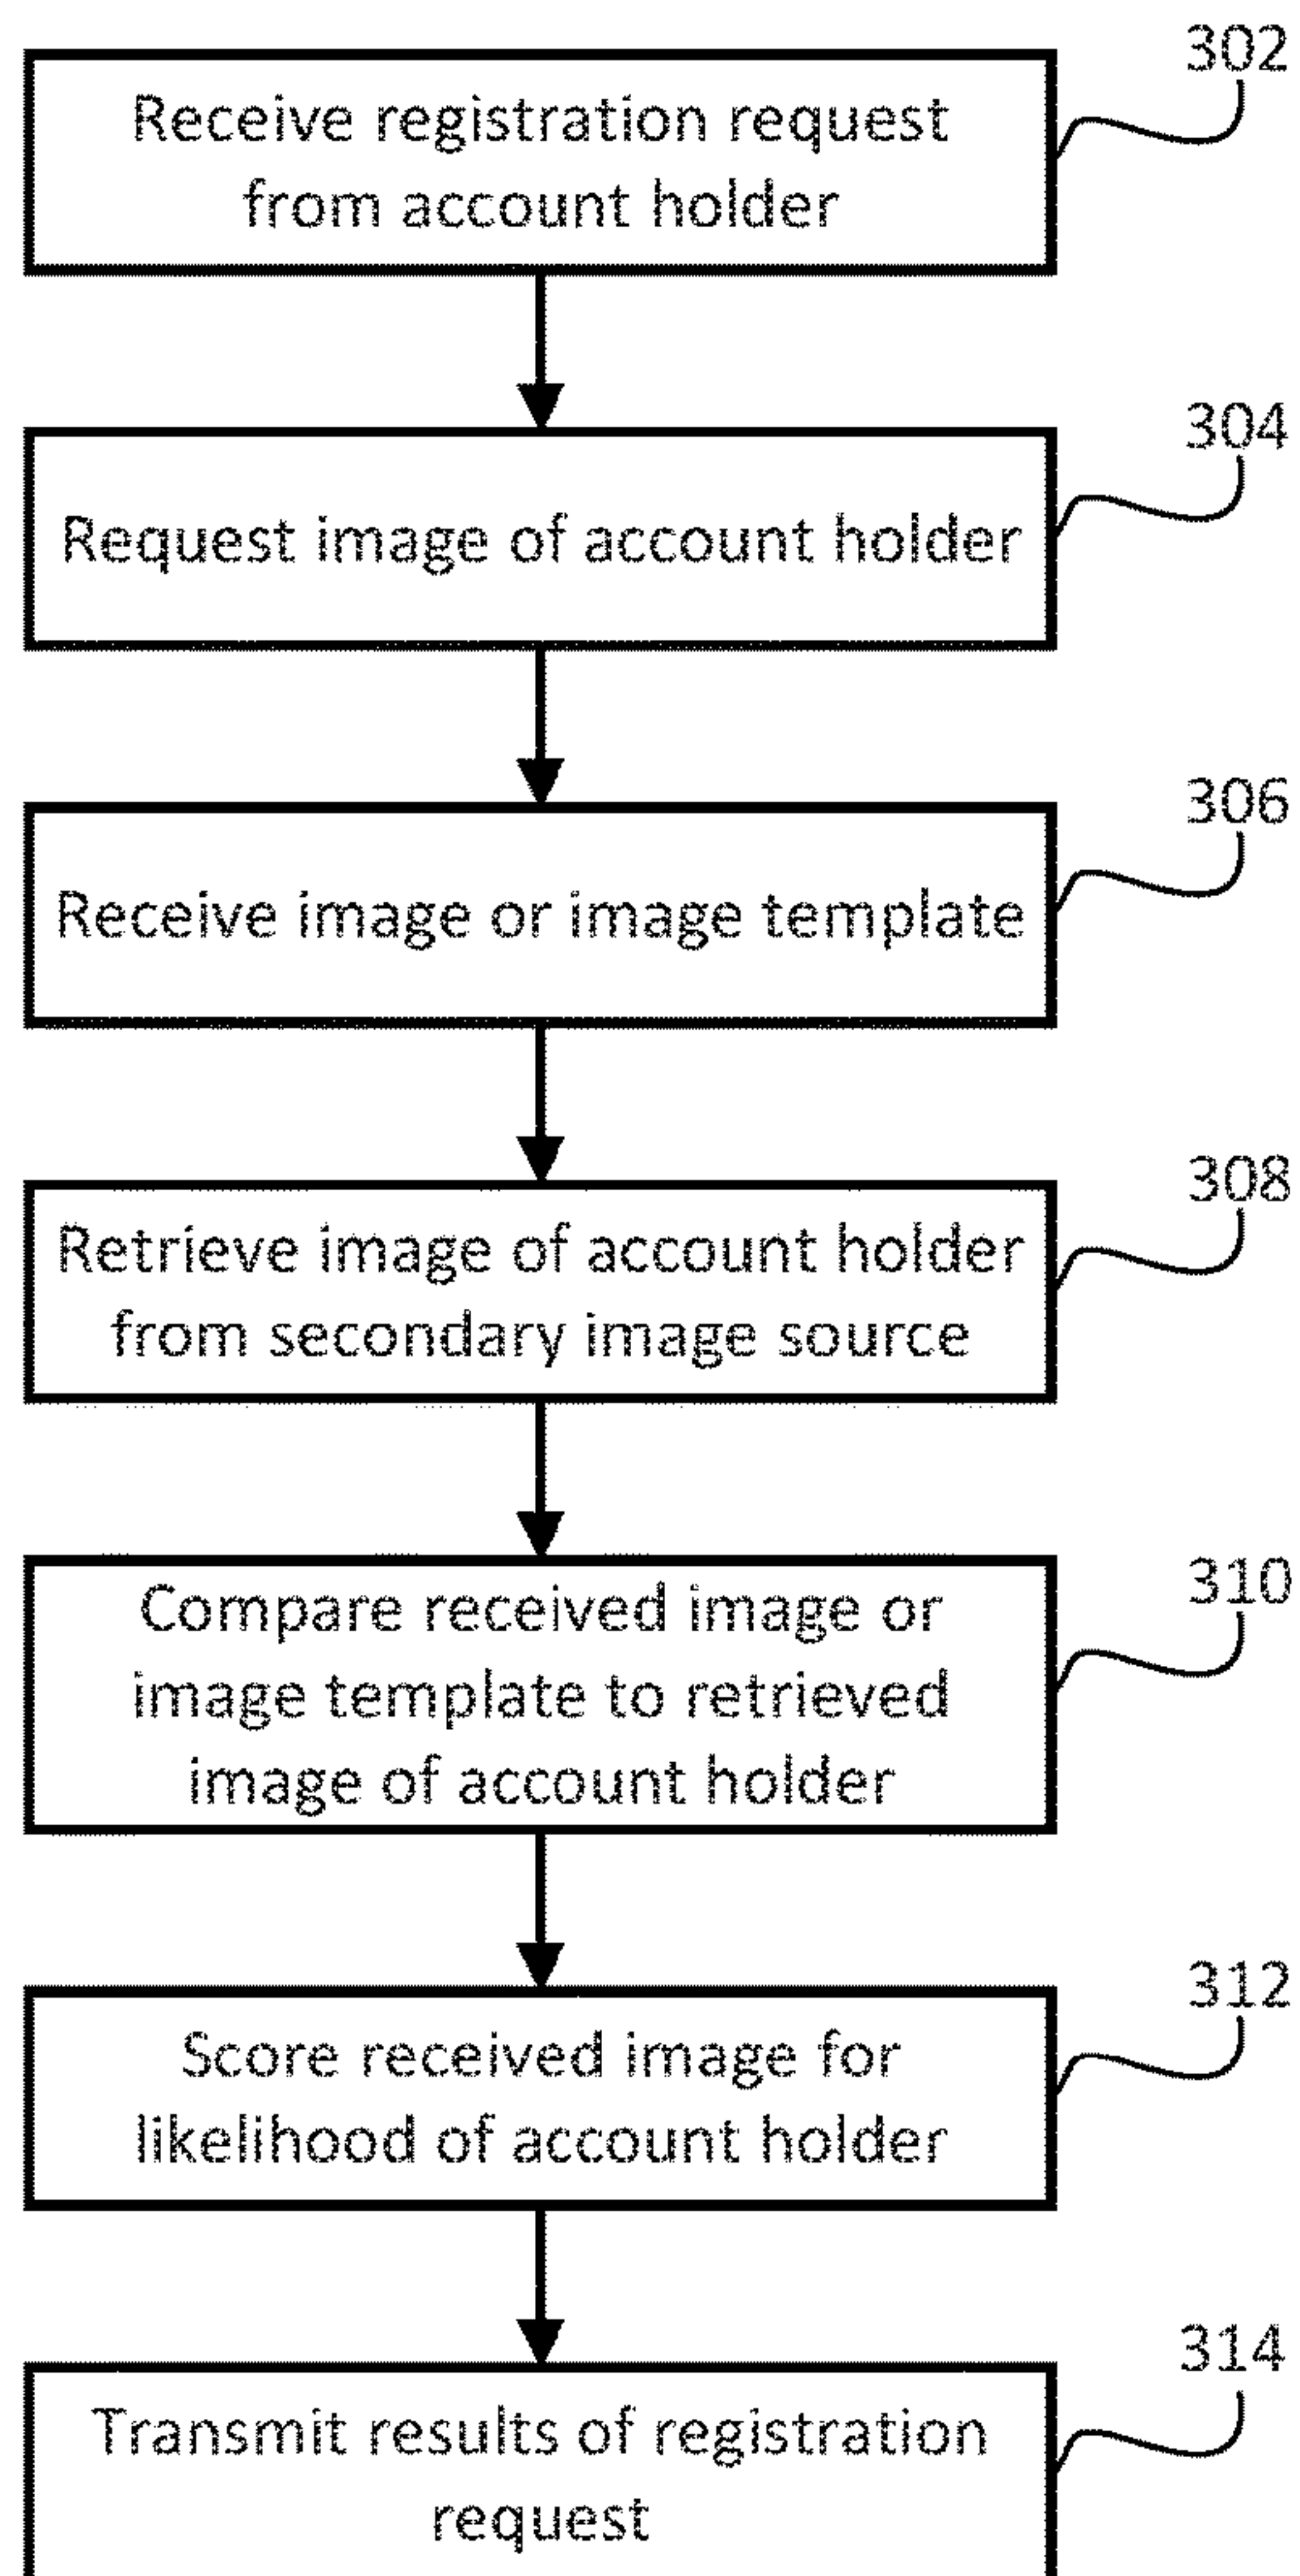 302
Receive registration request
from account holder
304
Request image of account holder
306
Receive image or image template
308
Retrieve image of account holder
from secondary image source
310
Compare received image or
image template to retrieved
image of account holder
312
Score received image for
likelihood of account holder
314
Transmit results of registration
request